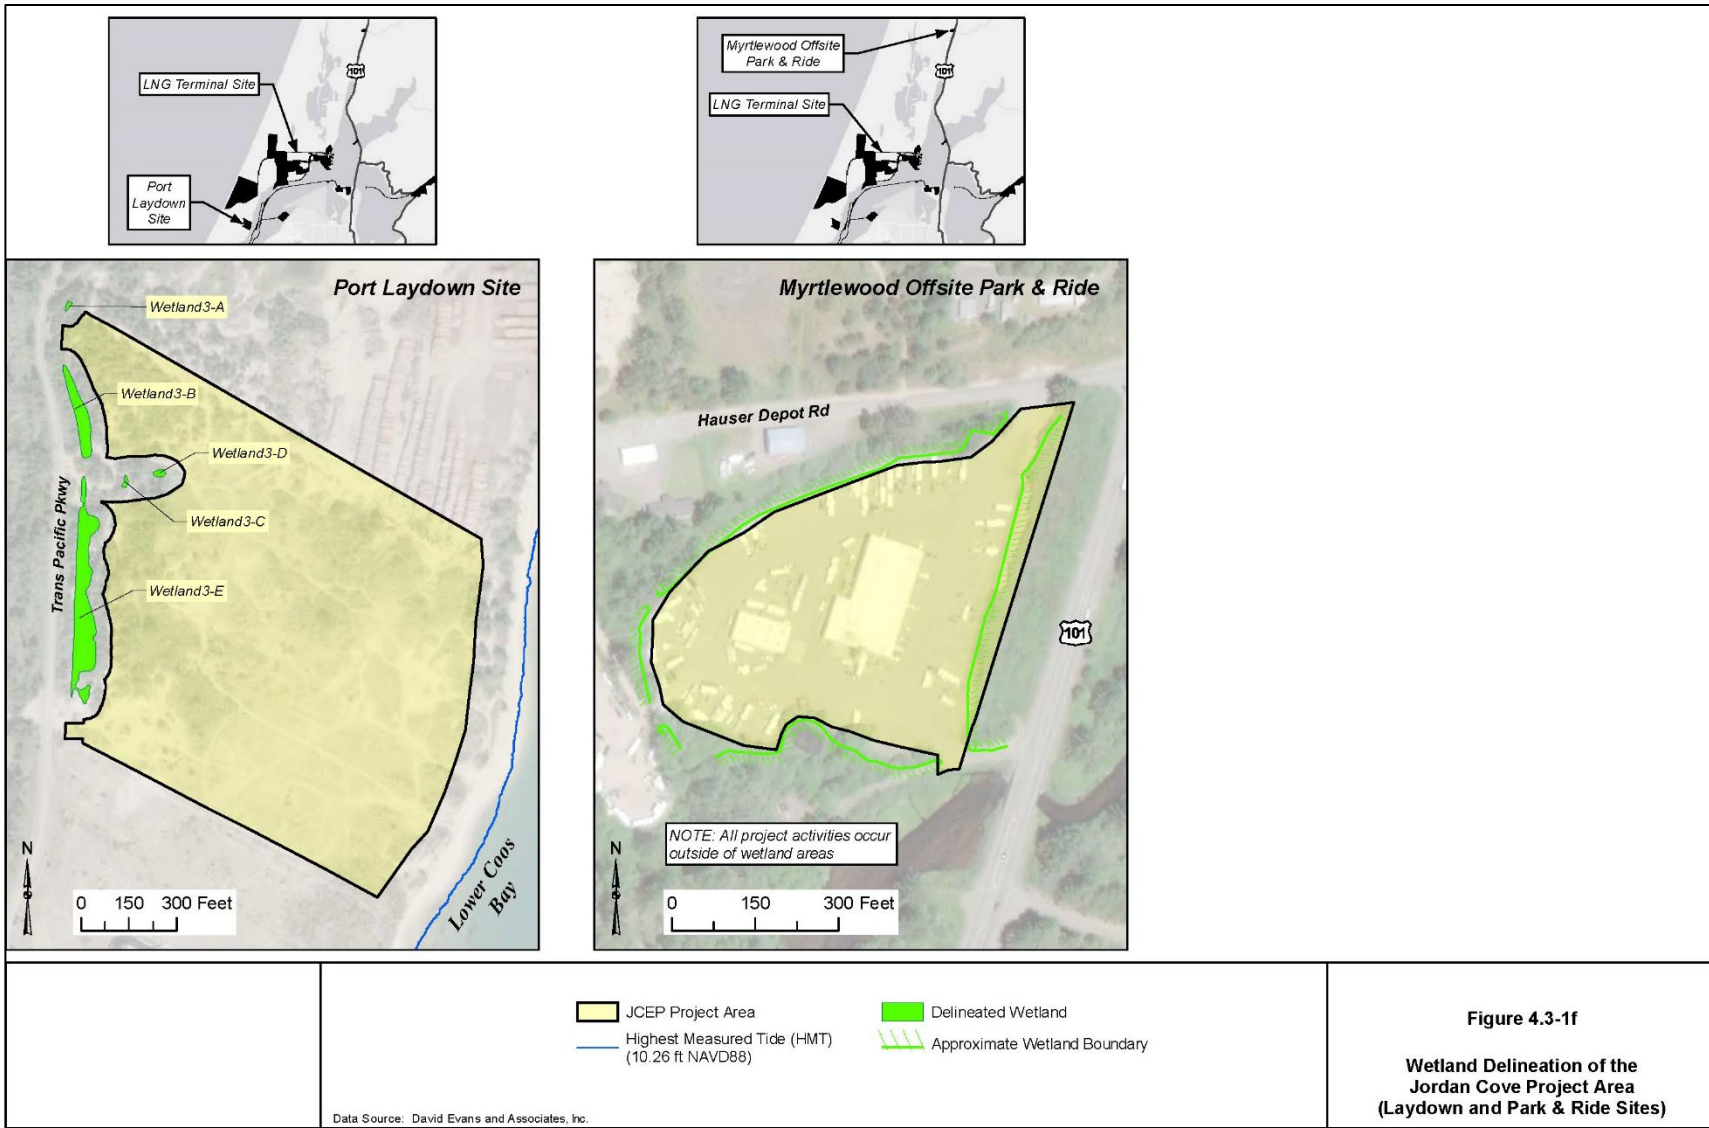 101
LNG Terminal Site
Port
Laydown
Site
Myrtlewood Offsite
Park & Ride
101
LNG Terminal Site
Port Laydown Site
Wetland3-A
Wetland3-B
Wetland3-D
Wetland3-C
Wetland3-E
Trans Pacific Pkwy
Lower Coos
Bay
N
0 150 300 Feet
Myrtlewood Offsite Park & Ride
Hauser Depot Rd
101
NOTE: All project activities occur
outside of wetland areas
N
0 150 300 Feet
JCEP Project Area
Highest Measured Tide (HMT)
(10.26 ft NAVD88)
Delineated Wetland
Approximate Wetland Boundary
Data Source: David Evans and Associates, Inc.
Figure 4.3-1f
Wetland Delineation of the
Jordan Cove Project Area
(Laydown and Park & Ride Sites)